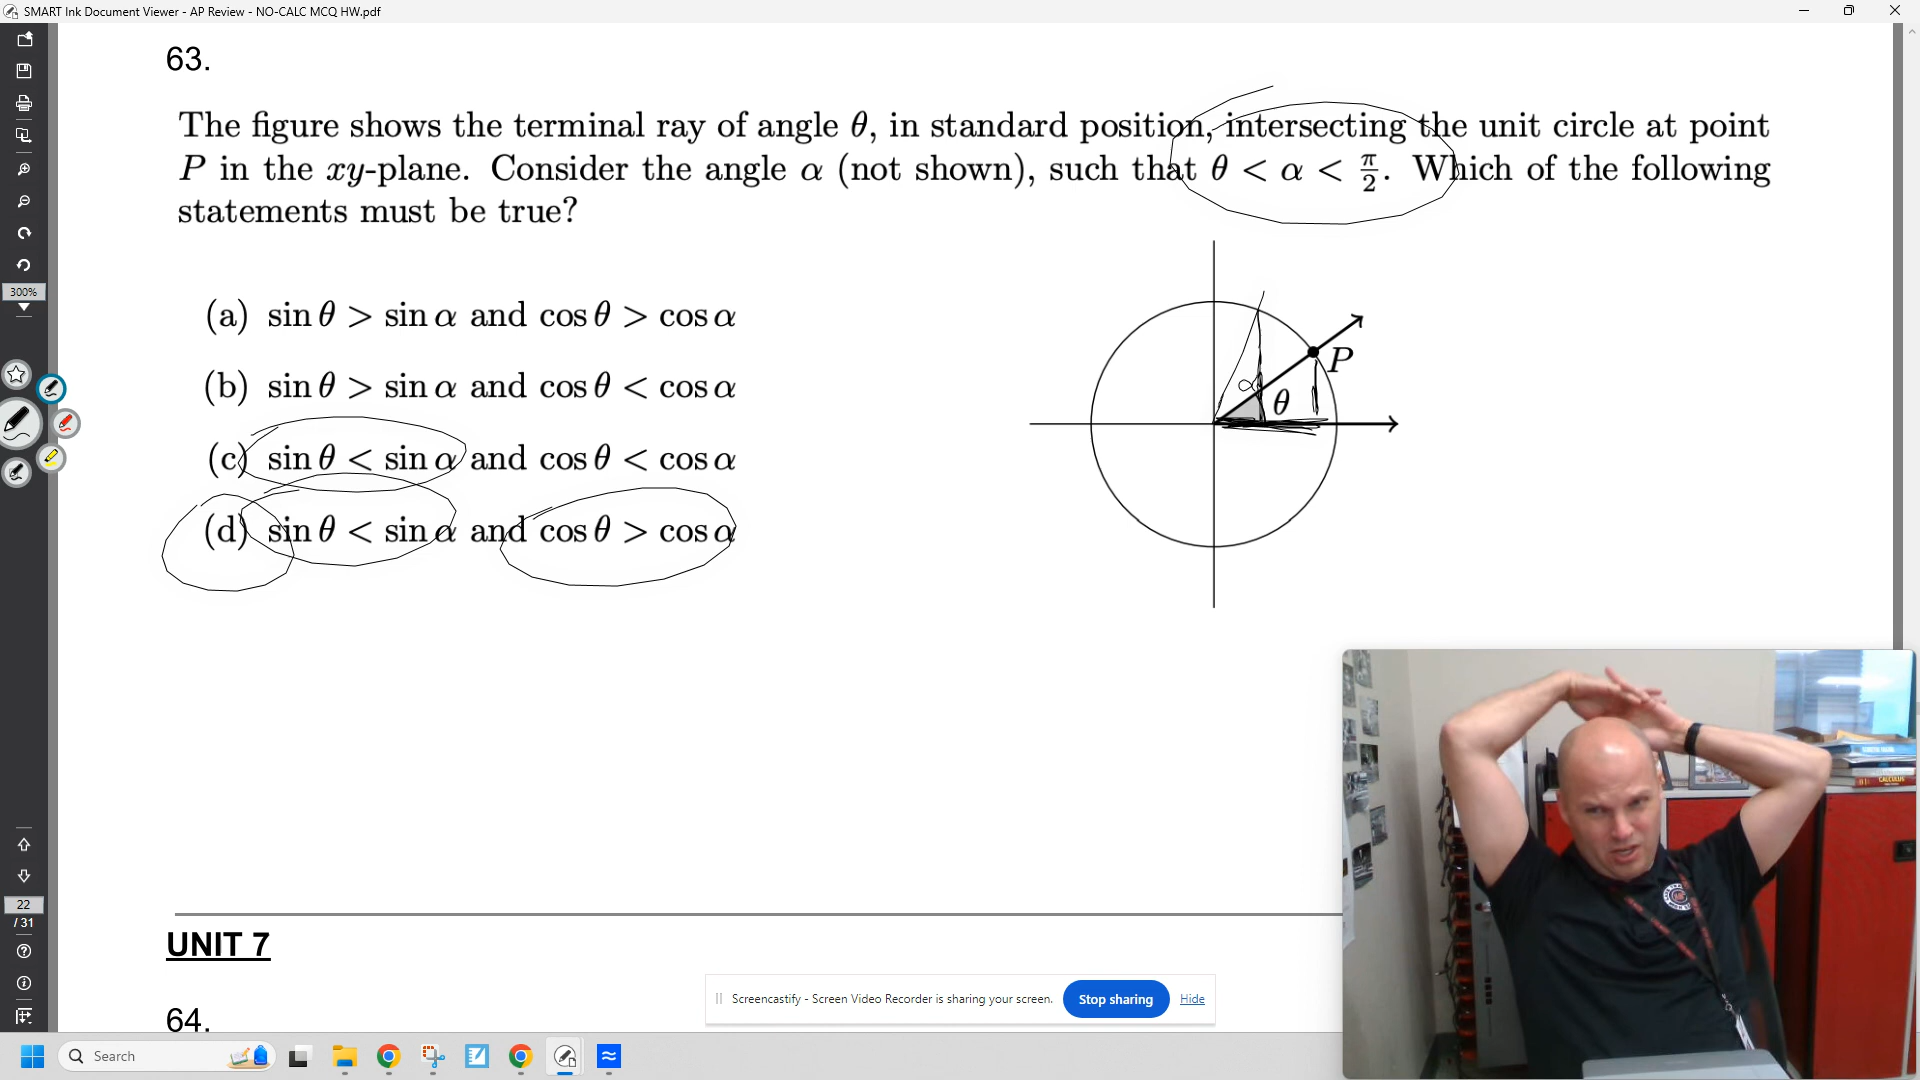 SMART Ink Document Viewer - AP Review - NO-CALC MCQ HW.pdf
63.
The figure shows the terminal ray of angle θ, in standard position, intersecting the unit circle at point
P in the xy-plane. Consider the angle α (not shown), such that θ < α < π/2. Which of the following
statements must be true?
(a) sin θ > sin α and cos θ > cos α
(b) sin θ > sin α and cos θ < cos α
(c) sin θ < sin α and cos θ < cos α
(d) sin θ < sin α and cos θ > cos α
P
α
θ
300%
22
/ 31
UNIT 7
64.
Screencastify - Screen Video Recorder is sharing your screen.
Stop sharing
Hide
Search
CALCULUS